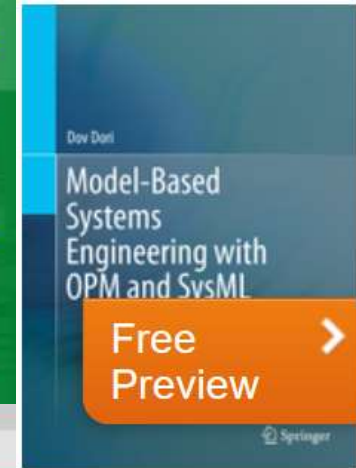 Dov Dori
Model-Based
Systems
Engineering with
OPM and SysML
Free
Preview
Springer